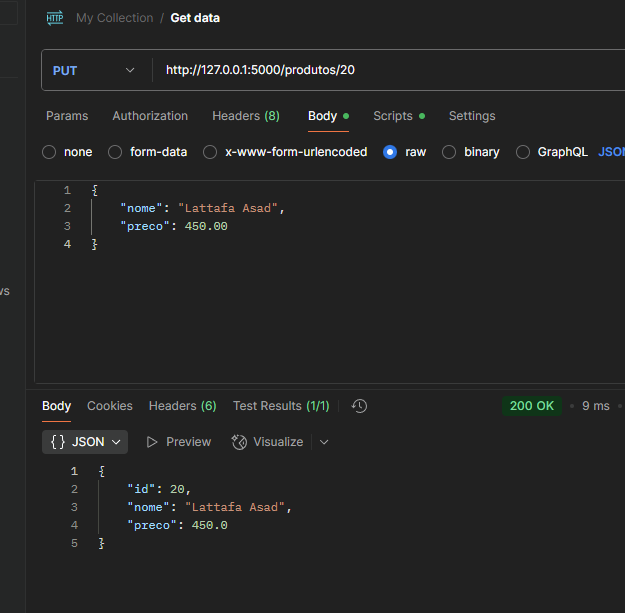 HTTP My Collection / Get data
PUT http://127.0.0.1:5000/produtos/20
Params Authorization Headers (8) Body Scripts Settings
none form-data x-www-form-urlencoded raw binary GraphQL JSON
1 {
2 "nome": "Lattafa Asad",
3 "preco": 450.00
4 }
ws
Body Cookies Headers (6) Test Results (1/1) 200 OK • 9 ms •
{} JSON Preview Visualize
1 {
2 "id": 20,
3 "nome": "Lattafa Asad",
4 "preco": 450.0
5 }